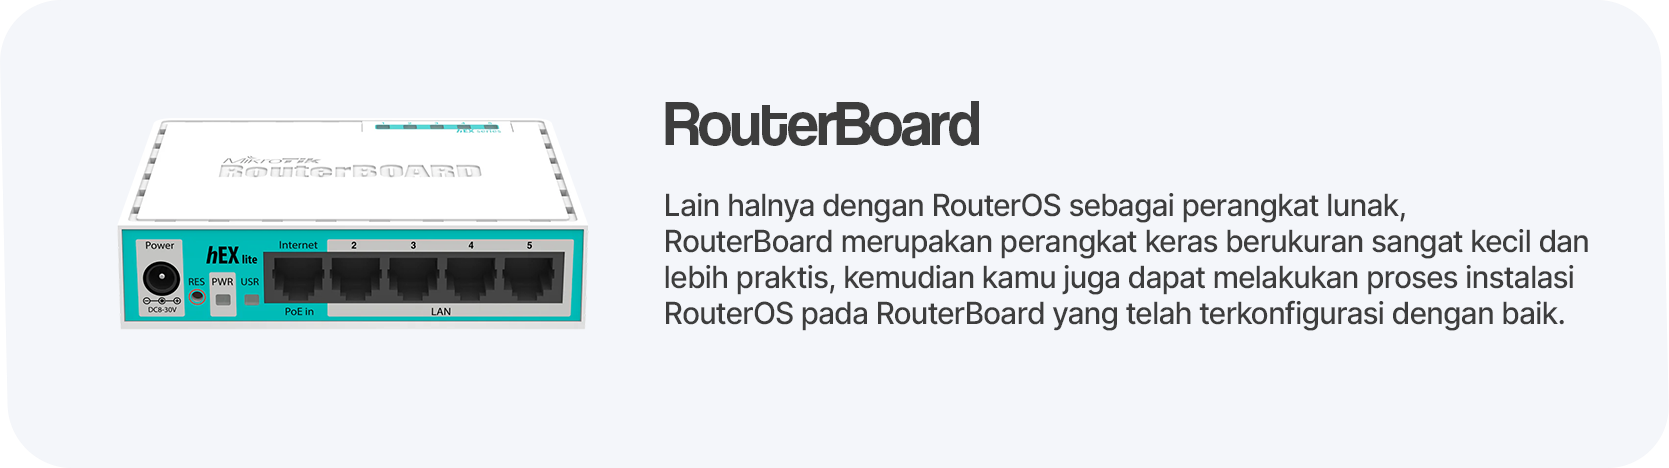 RouterBoard
Lain halnya dengan RouterOS sebagai perangkat lunak,
RouterBoard merupakan perangkat keras berukuran sangat kecil dan
lebih praktis, kemudian kamu juga dapat melakukan proses instalasi
RouterOS pada RouterBoard yang telah terkonfigurasi dengan baik.
hEX series
MikroTik
RouterBOARD
Power
hEX lite
Internet 2 3 4 5
RES PWR USR
DC8-30V
PoE in LAN